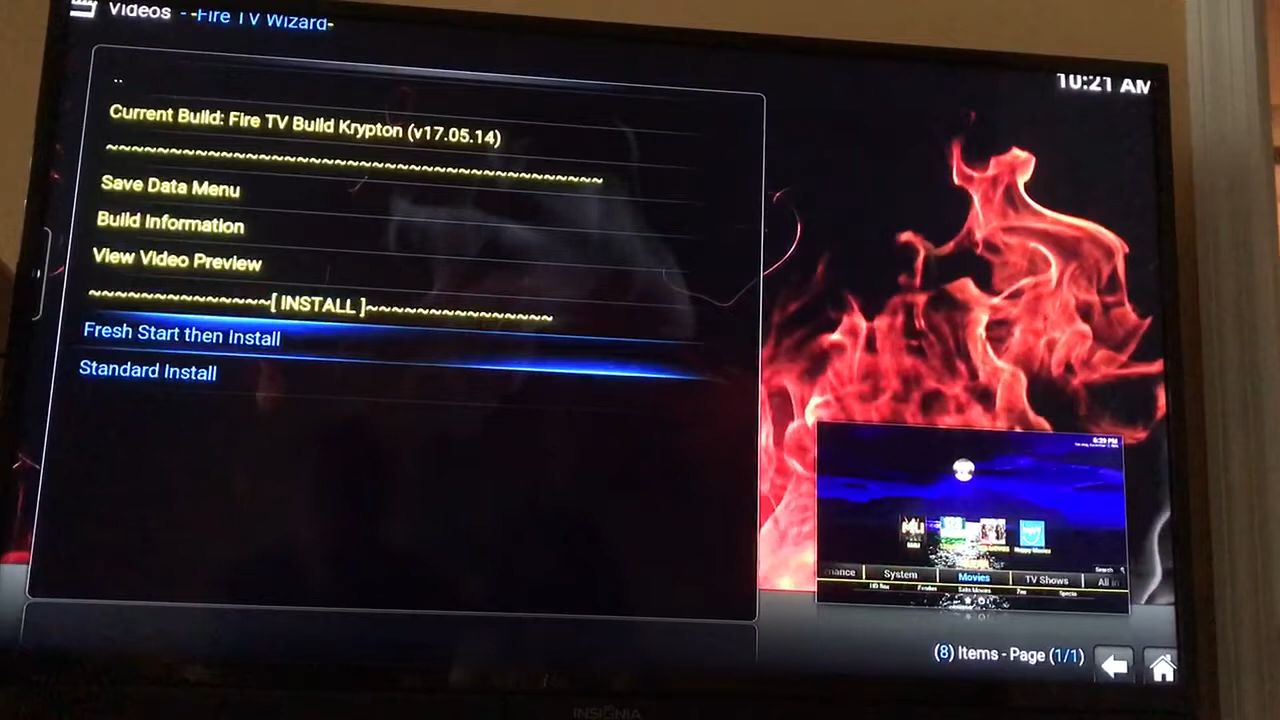 Videos - -Fire TV Wizard-
10:21 AM
..
Current Build: Fire TV Build Krypton (v17.05.14)
~~~~~~~~~~~~~~~~~~~~~~~~~~~~~~~~~~~~~~
Save Data Menu
Build Information
View Video Preview
~~~~~~~~~~~~~~[ INSTALL ]~~~~~~~~~~~~~~
Fresh Start then Install
Standard Install
System
Movies
TV Shows
All
(8) Items - Page (1/1)
INSIGNIA